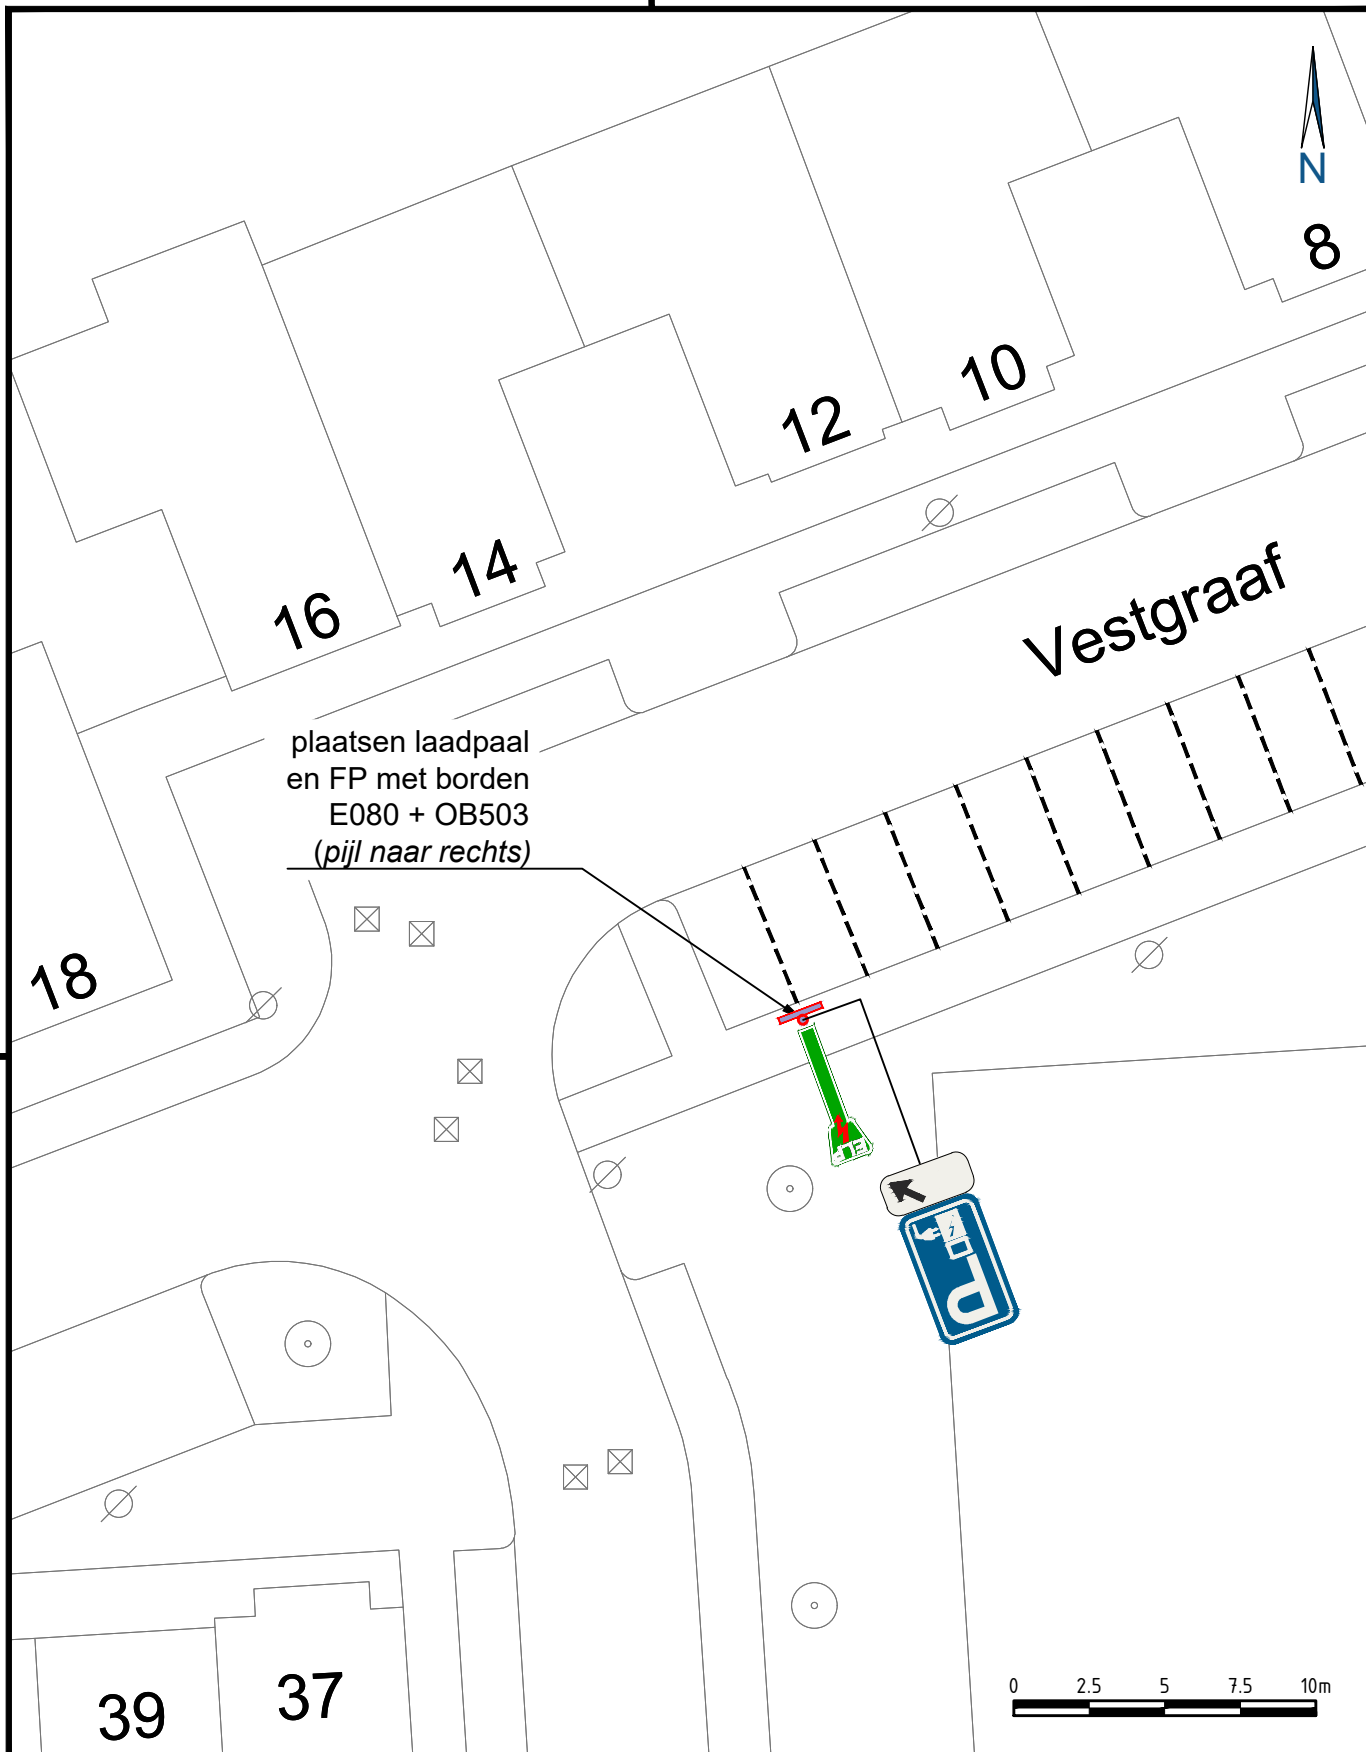 N
8
10
12
14
16
Vestgraaf
plaatsen laadpaal
en FP met borden
E080 + OB503
(pijl naar rechts)
18
ELP
P
39
37
0 2.5 5 7.5 10m